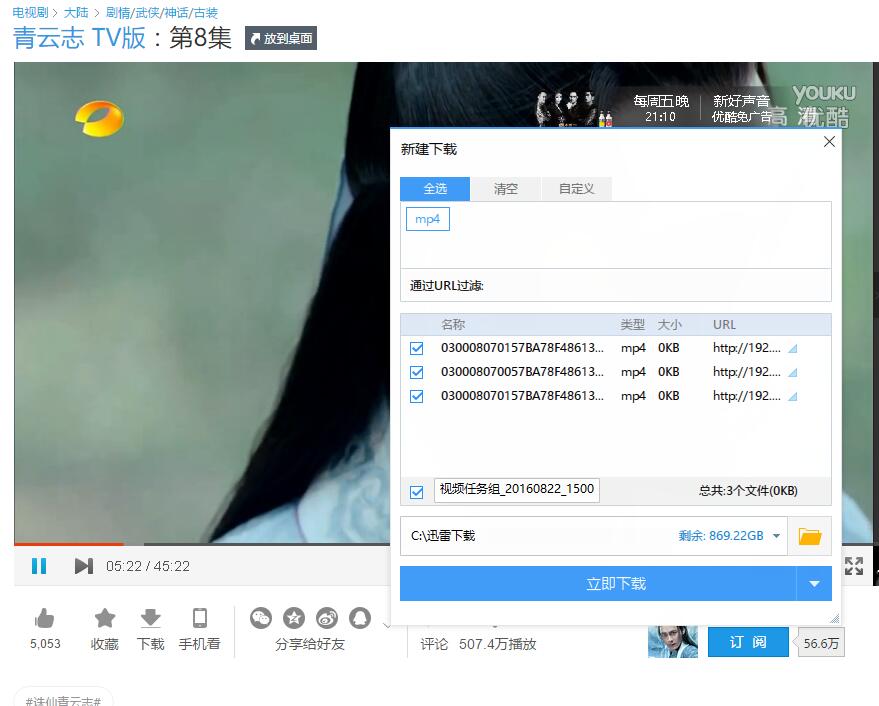 电视剧 > 大陆 > 剧情/武侠/神话/古装
青云志 TV版：第8集 放到桌面
每周五晚 21:10
新好声音 优酷免广告
YOUKU
优酷
高清
新建下载
全选 清空 自定义
mp4
通过URL过滤:
名称 类型 大小 URL
030008070157BA78F48613... mp4 0KB http://192....
030008070057BA78F48613... mp4 0KB http://192....
030008070157BA78F48613... mp4 0KB http://192....
视频任务组_20160822_1500 总共:3个文件(0KB)
C:\迅雷下载 剩余: 869.22GB
立即下载
05:22 / 45:22
5,053 收藏 下载 手机看 分享给好友 评论 507.4万播放 订 阅 56.6万
#诛仙青云志#